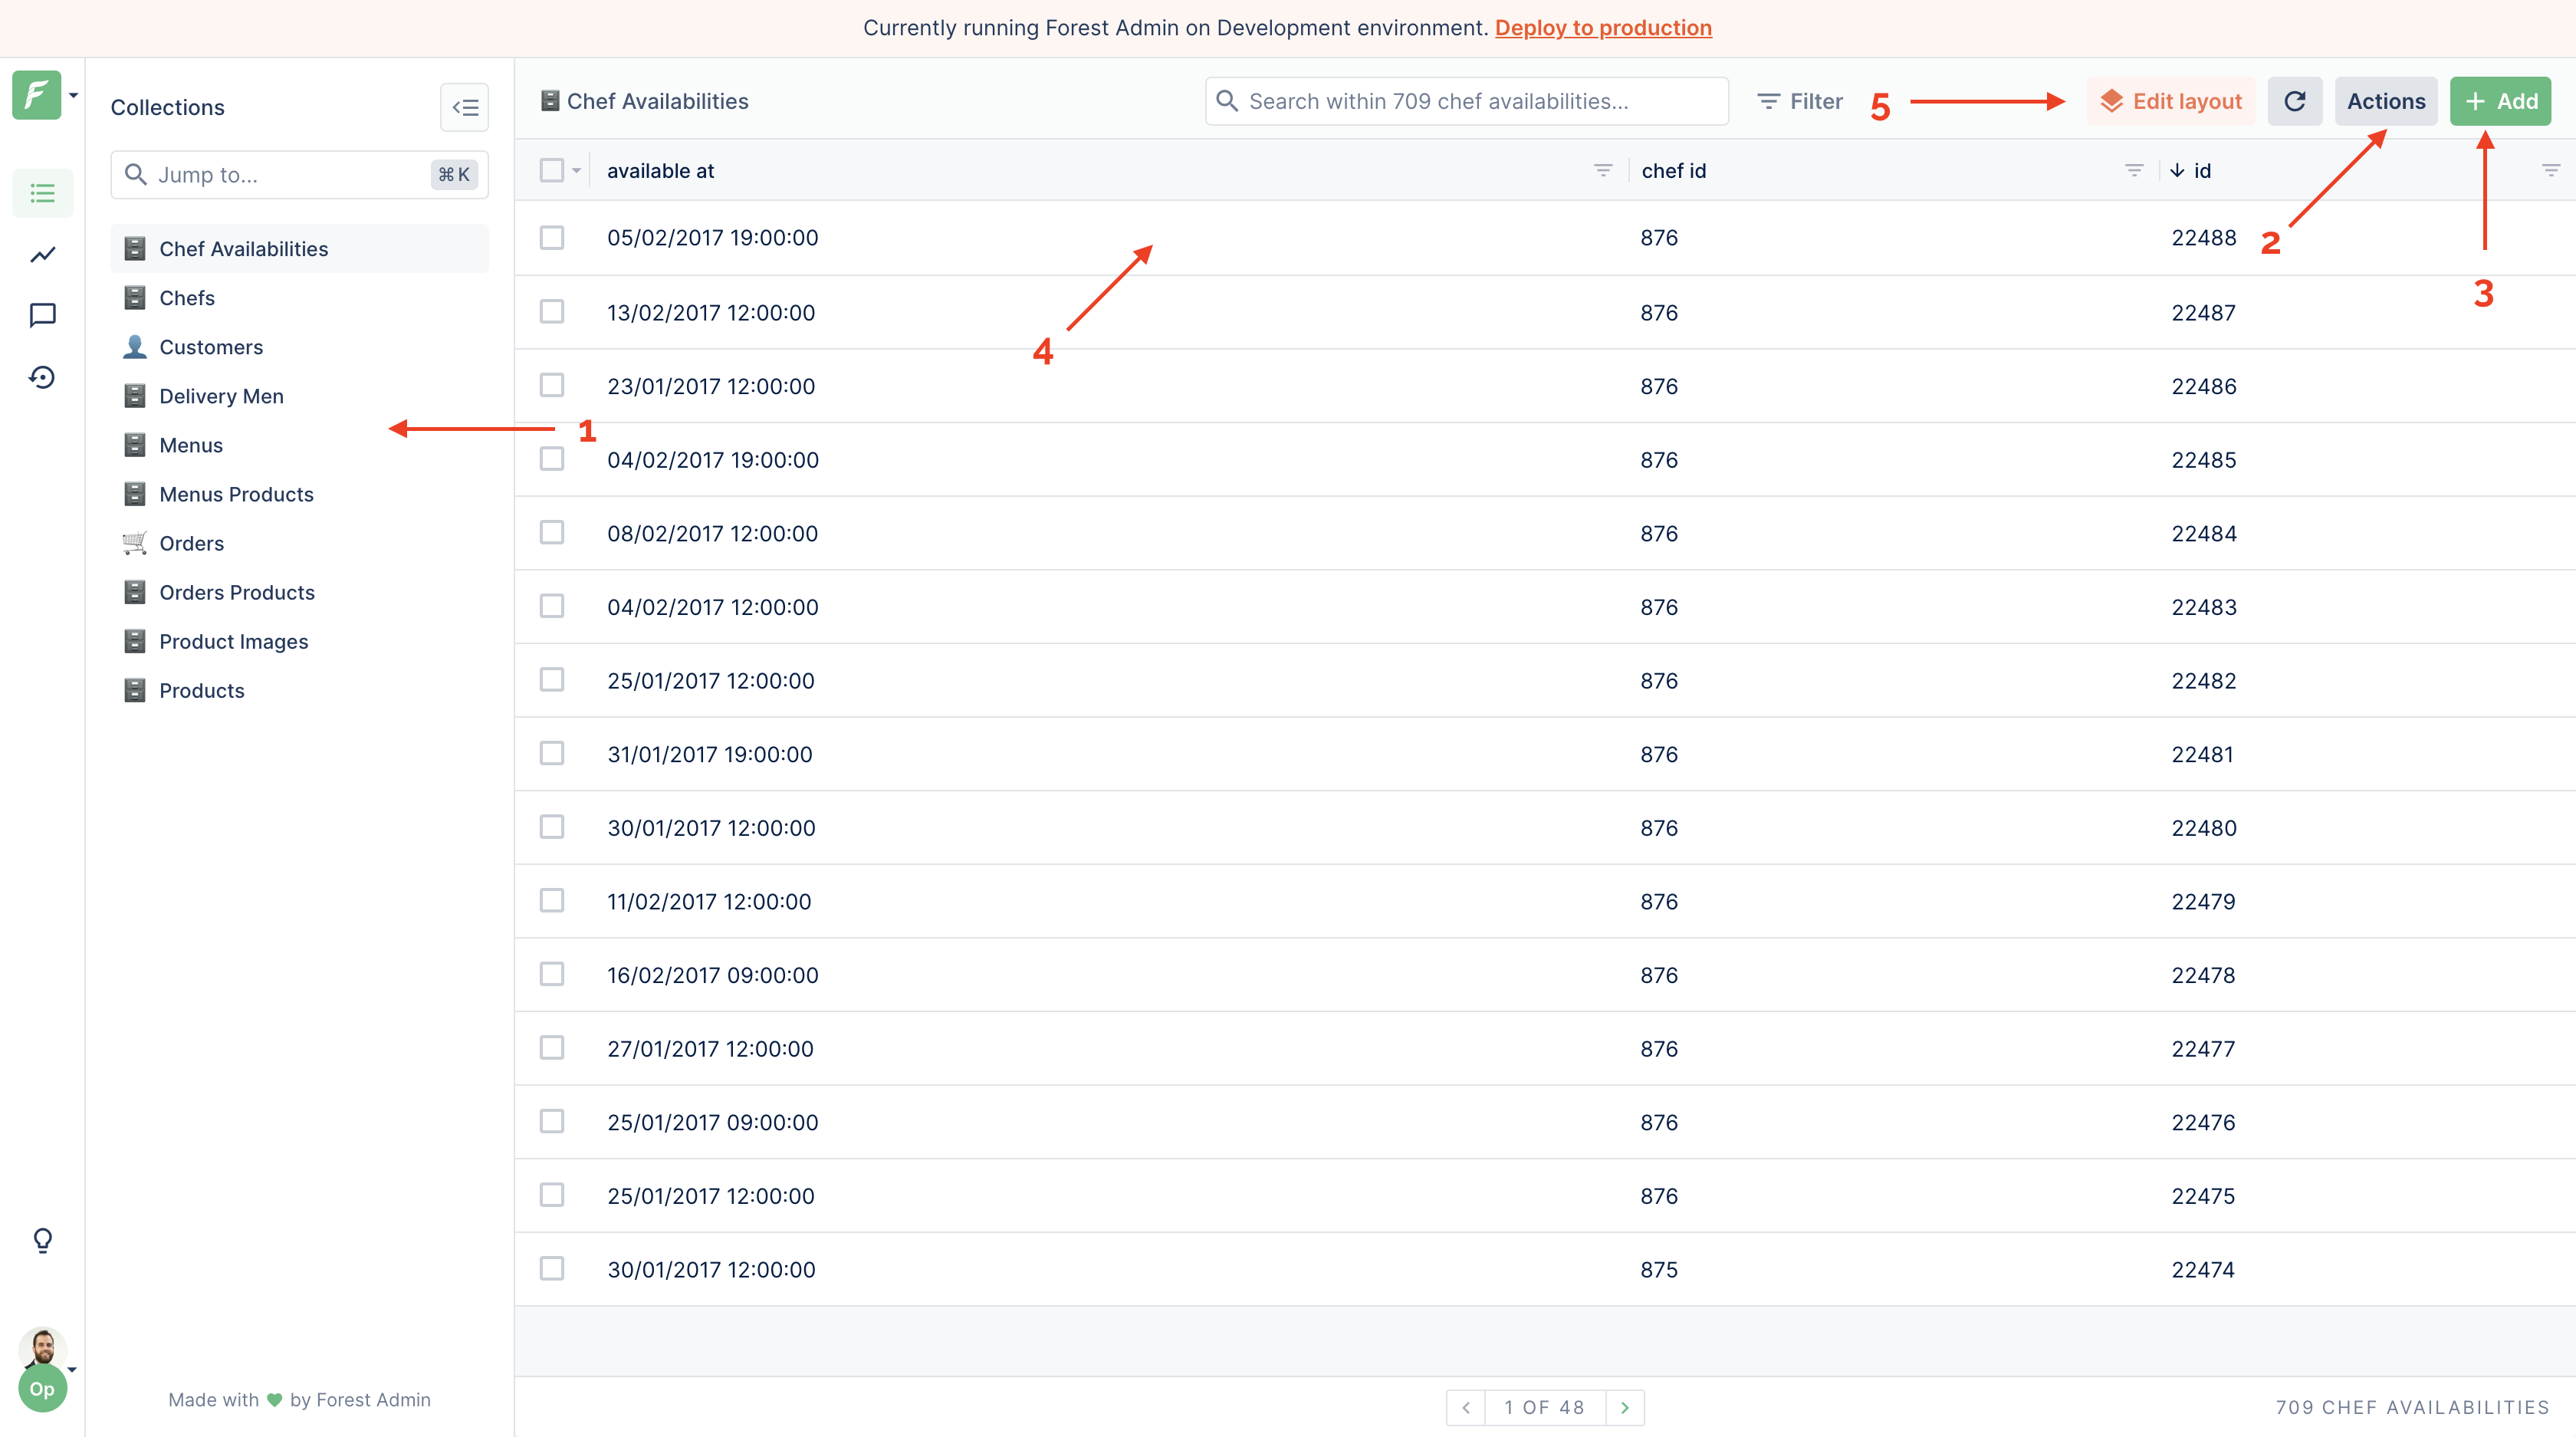 Currently running Forest Admin on Development environment. Deploy to production
Collections
Jump to...
⌘ K
Chef Availabilities
Chefs
Customers
Delivery Men
Menus
Menus Products
Orders
Orders Products
Product Images
Products
Made with 💚 by Forest Admin
Op
Chef Availabilities
Search within 709 chef availabilities...
Filter
5
Edit layout
Actions
+ Add
available at chef id ↓ id
05/02/2017 19:00:00 876 22488
2
3
13/02/2017 12:00:00 876 22487
4
23/01/2017 12:00:00 876 22486
1
04/02/2017 19:00:00 876 22485
08/02/2017 12:00:00 876 22484
04/02/2017 12:00:00 876 22483
25/01/2017 12:00:00 876 22482
31/01/2017 19:00:00 876 22481
30/01/2017 12:00:00 876 22480
11/02/2017 12:00:00 876 22479
16/02/2017 09:00:00 876 22478
27/01/2017 12:00:00 876 22477
25/01/2017 09:00:00 876 22476
25/01/2017 12:00:00 876 22475
30/01/2017 12:00:00 875 22474
1 OF 48
709 CHEF AVAILABILITIES